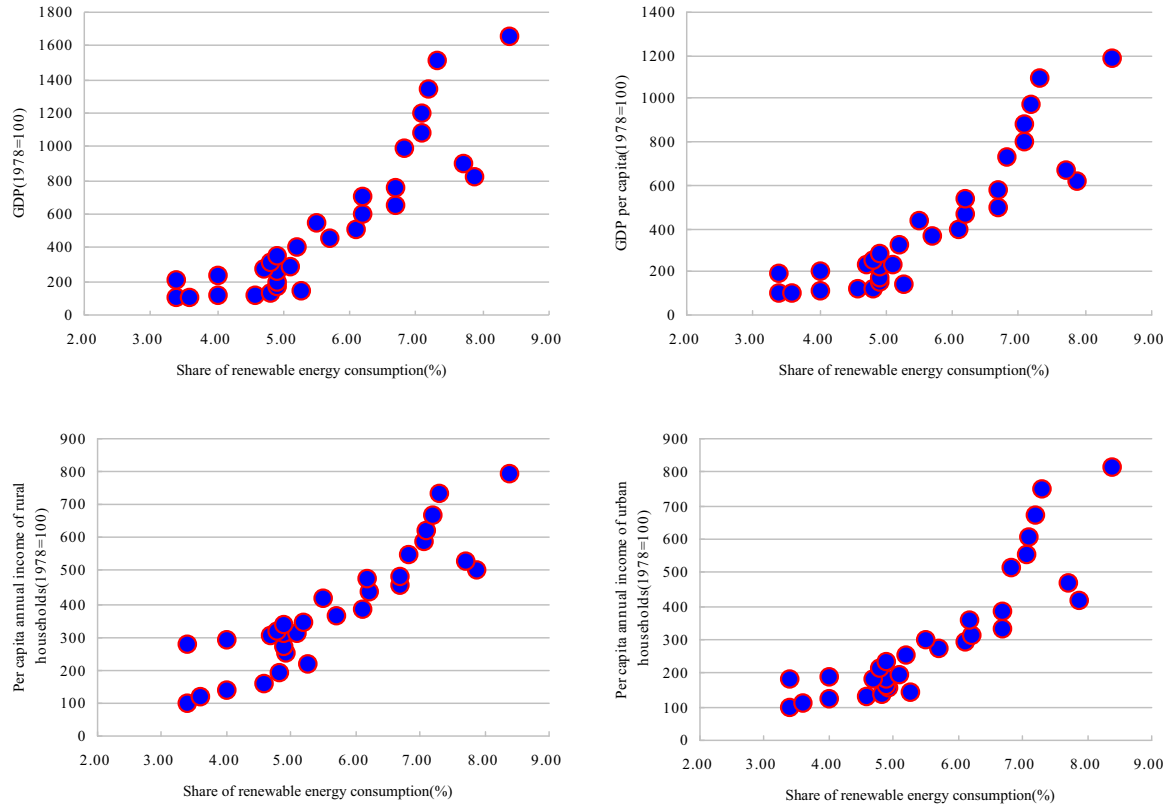 1800
1600
1400
1200
1000
800
600
400
200
0
GDP(1978=100)
2.00 3.00 4.00 5.00 6.00 7.00 8.00 9.00
Share of renewable energy consumption(%)
1400
1200
1000
800
600
400
200
0
GDP per capita(1978=100)
2.00 3.00 4.00 5.00 6.00 7.00 8.00 9.00
Share of renewable energy consumption(%)
900
800
700
600
500
400
300
200
100
0
Per capita annual income of rural
households(1978=100)
2.00 3.00 4.00 5.00 6.00 7.00 8.00 9.00
Share of renewable energy consumption(%)
900
800
700
600
500
400
300
200
100
0
Per capita annual income of urban
households(1978=100)
2.00 3.00 4.00 5.00 6.00 7.00 8.00 9.00
Share of renewable energy consumption(%)